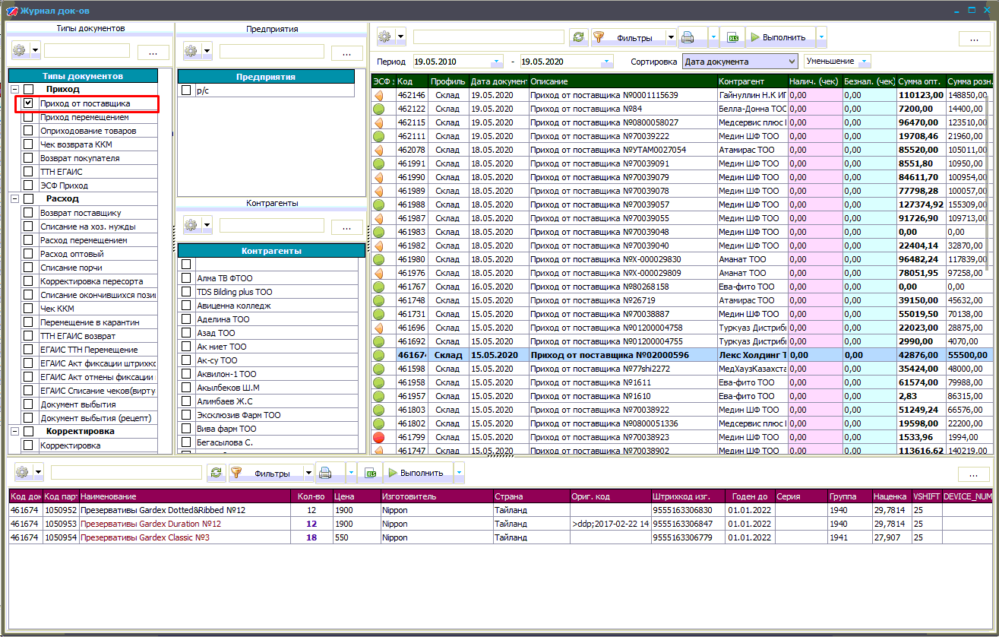 Журнал док-ов
Типы документов
...
Типы документов
Приход
Приход от поставщика
Приход перемещением
Оприходование товаров
Чек возврата ККМ
Возврат покупателя
ТТН ЕГАИС
ЭСФ Приход
Расход
Возврат поставщику
Списание на хоз. нужды
Расход перемещением
Расход оптовый
Списание порчи
Корректировка пересорта
Списание окончившихся пози
Чек ККМ
Перемещение в карантин
ТТН ЕГАИС возврат
ЕГАИС ТТН Перемещение
ЕГАИС Акт фиксации штрихк
ЕГАИС Акт отмены фиксации
ЕГАИС Списание чеков(вирту
Документ выбытия
Документ выбытия (рецепт)
Корректировка
Корректировка
Предприятия
...
Предприятия
р/с
Контрагенты
...
Контрагенты
Алма ТВ ФТОО
TDS Bilding plus ТОО
Авиценна колледж
Аделина ТОО
Азад ТОО
Ак ниет ТОО
Ак-су ТОО
Аквилон-1 ТОО
Акылбеков Ш.М
Алимбаев Ж.С
Эксклюзив Фарм ТОО
Вива фарм ТОО
Бегасылова С.
Фильтры XLS Выполнить ...
Период 19.05.2010 - 19.05.2020 Сортировка Дата документа Уменьшение
ЭСФ : Код Профиль Дата докумен Описание Контрагент Налич. (чек) Безнал. (чек) Сумма опт. Сумма розн.
462146 Склад 19.05.2020 Приход от поставщика №0001115639 Гайнуллин Н.К ИГ 0,00 0,00 110123,00 148850,00
462122 Склад 19.05.2020 Приход от поставщика №84 Белла-Донна ТОО 0,00 0,00 7200,00 14400,00
462115 Склад 19.05.2020 Приход от поставщика №0800058027 Медсервис плюс 0,00 0,00 96470,00 123510,00
462111 Склад 19.05.2020 Приход от поставщика №70039222 Медин ШФ ТОО 0,00 0,00 19708,46 21960,00
462078 Склад 18.05.2020 Приход от поставщика №УТАМ0027054 Атамирас ТОО 0,00 0,00 85520,00 105011,00
461991 Склад 18.05.2020 Приход от поставщика №70039091 Медин ШФ ТОО 0,00 0,00 8551,80 10950,00
461990 Склад 18.05.2020 Приход от поставщика №70039079 Медин ШФ ТОО 0,00 0,00 84611,70 100954,00
461989 Склад 18.05.2020 Приход от поставщика №70039078 Медин ШФ ТОО 0,00 0,00 77798,28 100057,00
461988 Склад 18.05.2020 Приход от поставщика №70039057 Медин ШФ ТОО 0,00 0,00 127374,92 155309,00
461987 Склад 18.05.2020 Приход от поставщика №70039055 Медин ШФ ТОО 0,00 0,00 91726,90 109713,00
461983 Склад 18.05.2020 Приход от поставщика №70039048 Медин ШФ ТОО 0,00 0,00 0,00 0,00
461982 Склад 18.05.2020 Приход от поставщика №70039040 Медин ШФ ТОО 0,00 0,00 22404,14 32870,00
461980 Склад 18.05.2020 Приход от поставщика №Х-000029830 Аманат ТОО 0,00 0,00 96482,24 117839,00
461976 Склад 18.05.2020 Приход от поставщика №Х-000029809 Аманат ТОО 0,00 0,00 78051,95 97258,00
461767 Склад 16.05.2020 Приход от поставщика №80268158 Ева-фито ТОО 0,00 0,00 0,00 0,00
461748 Склад 15.05.2020 Приход от поставщика №26719 Атамирас ТОО 0,00 0,00 39150,00 45632,00
461731 Склад 15.05.2020 Приход от поставщика №70038887 Медин ШФ ТОО 0,00 0,00 55019,50 70138,00
461696 Склад 15.05.2020 Приход от поставщика №01200004758 Туркуаз Дистриб 0,00 0,00 22023,00 28875,00
461692 Склад 15.05.2020 Приход от поставщика №01200004755 Туркуаз Дистриб 0,00 0,00 2990,00 4070,00
461674 Склад 15.05.2020 Приход от поставщика №02000596 Лекс Холдинг Т 0,00 0,00 42876,00 55500,00
461598 Склад 15.05.2020 Приход от поставщика №77shi2272 МедХаузКазахста 0,00 0,00 35424,00 48000,00
461958 Склад 15.05.2020 Приход от поставщика №1611 Ева-фито ТОО 0,00 0,00 61574,00 79988,00
461957 Склад 15.05.2020 Приход от поставщика №1610 Ева-фито ТОО 0,00 0,00 2,83 86315,00
461803 Склад 15.05.2020 Приход от поставщика №70038922 Медин ШФ ТОО 0,00 0,00 51249,24 66576,00
461802 Склад 15.05.2020 Приход от поставщика №0800051336 Медсервис плюс 0,00 0,00 19598,00 22200,00
461799 Склад 15.05.2020 Приход от поставщика №70038923 Медин ШФ ТОО 0,00 0,00 1533,96 1994,00
461747 Склад 15.05.2020 Приход от поставщика №70038902 Медин ШФ ТОО 0,00 0,00 113616,62 140219,00
Фильтры XLS Выполнить ...
Код док Код парт Наименование Кол-во Цена Изготовитель Страна Ориг. код Штрихкод изг. Годен до Серия Группа Наценка VSHIFT DEVICE_NUM
461674 1050952 Презервативы Gardex Dotted&Ribbed №12 12 1900 Nippon Тайланд 9555163306830 01.01.2022 1940 29,7814 25
461674 1050953 Презервативы Gardex Duration №12 12 1900 Nippon Тайланд >ddp;2017-02-22 14 9555163306847 01.01.2022 1940 29,7814 25
461674 1050954 Презервативы Gardex Classic №3 18 550 Nippon Тайланд 9555163306779 01.01.2022 1941 27,907 25